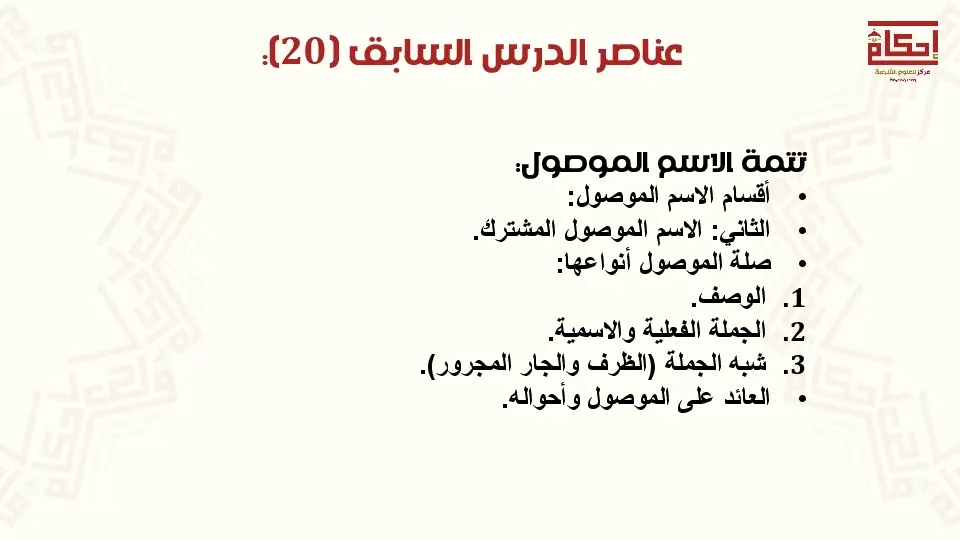 عناصر الدرس السابق (20):
إحكام
مركز للعلوم الشرعية
تتمة الاسم الموصول:
• أقسام الاسم الموصول:
• الثاني: الاسم الموصول المشترك.
• صلة الموصول أنواعها:
1. الوصف.
2. الجملة الفعلية والاسمية.
3. شبه الجملة (الظرف والجار المجرور).
• العائد على الموصول وأحواله.